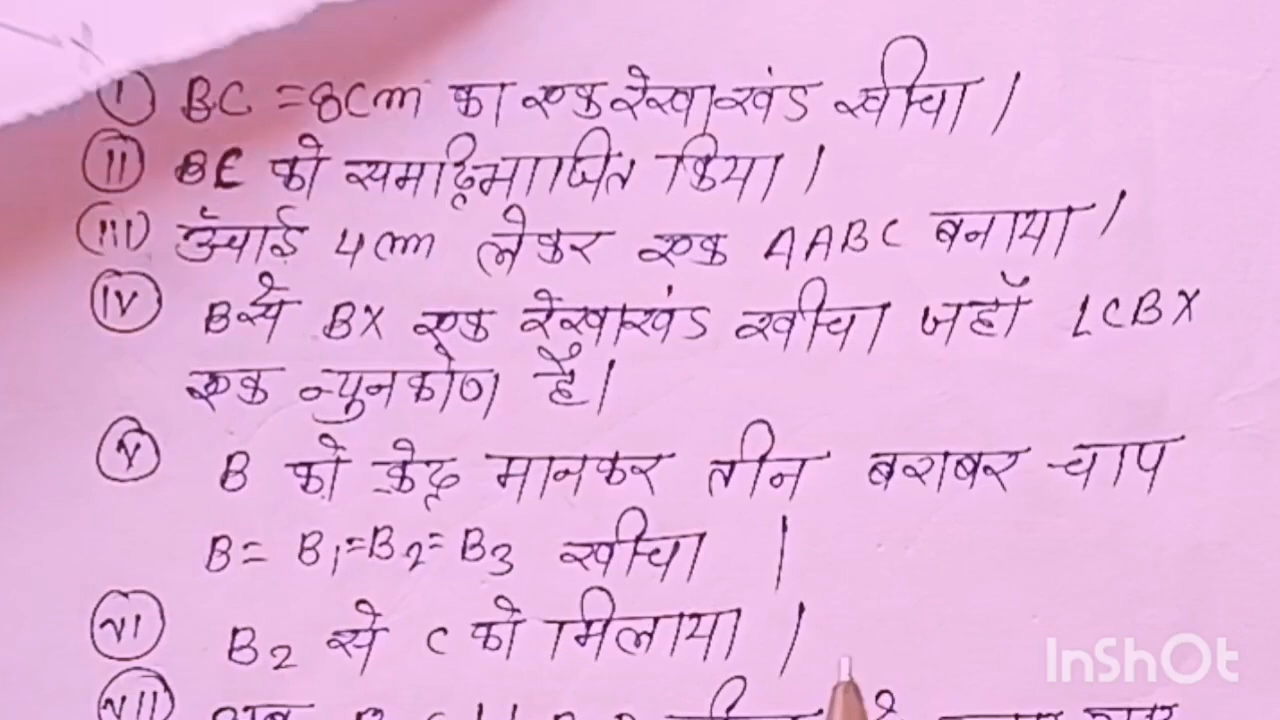 (I) BC = 8cm का एक रेखाखंड खींचा।
(II) BC को समद्विभाजित किया।
(III) ऊँचाई 4cm लेकर एक ΔABC बनाया।
(IV) B से BX एक रेखाखंड खींचा जहाँ ∠CBX
एक न्युनकोण है।
(V) B को केंद्र मानकर तीन बराबर चाप
B = B₁ = B₂ = B₃ खींचा।
(VI) B₂ से C को मिलाया।
(VII)
InShOt